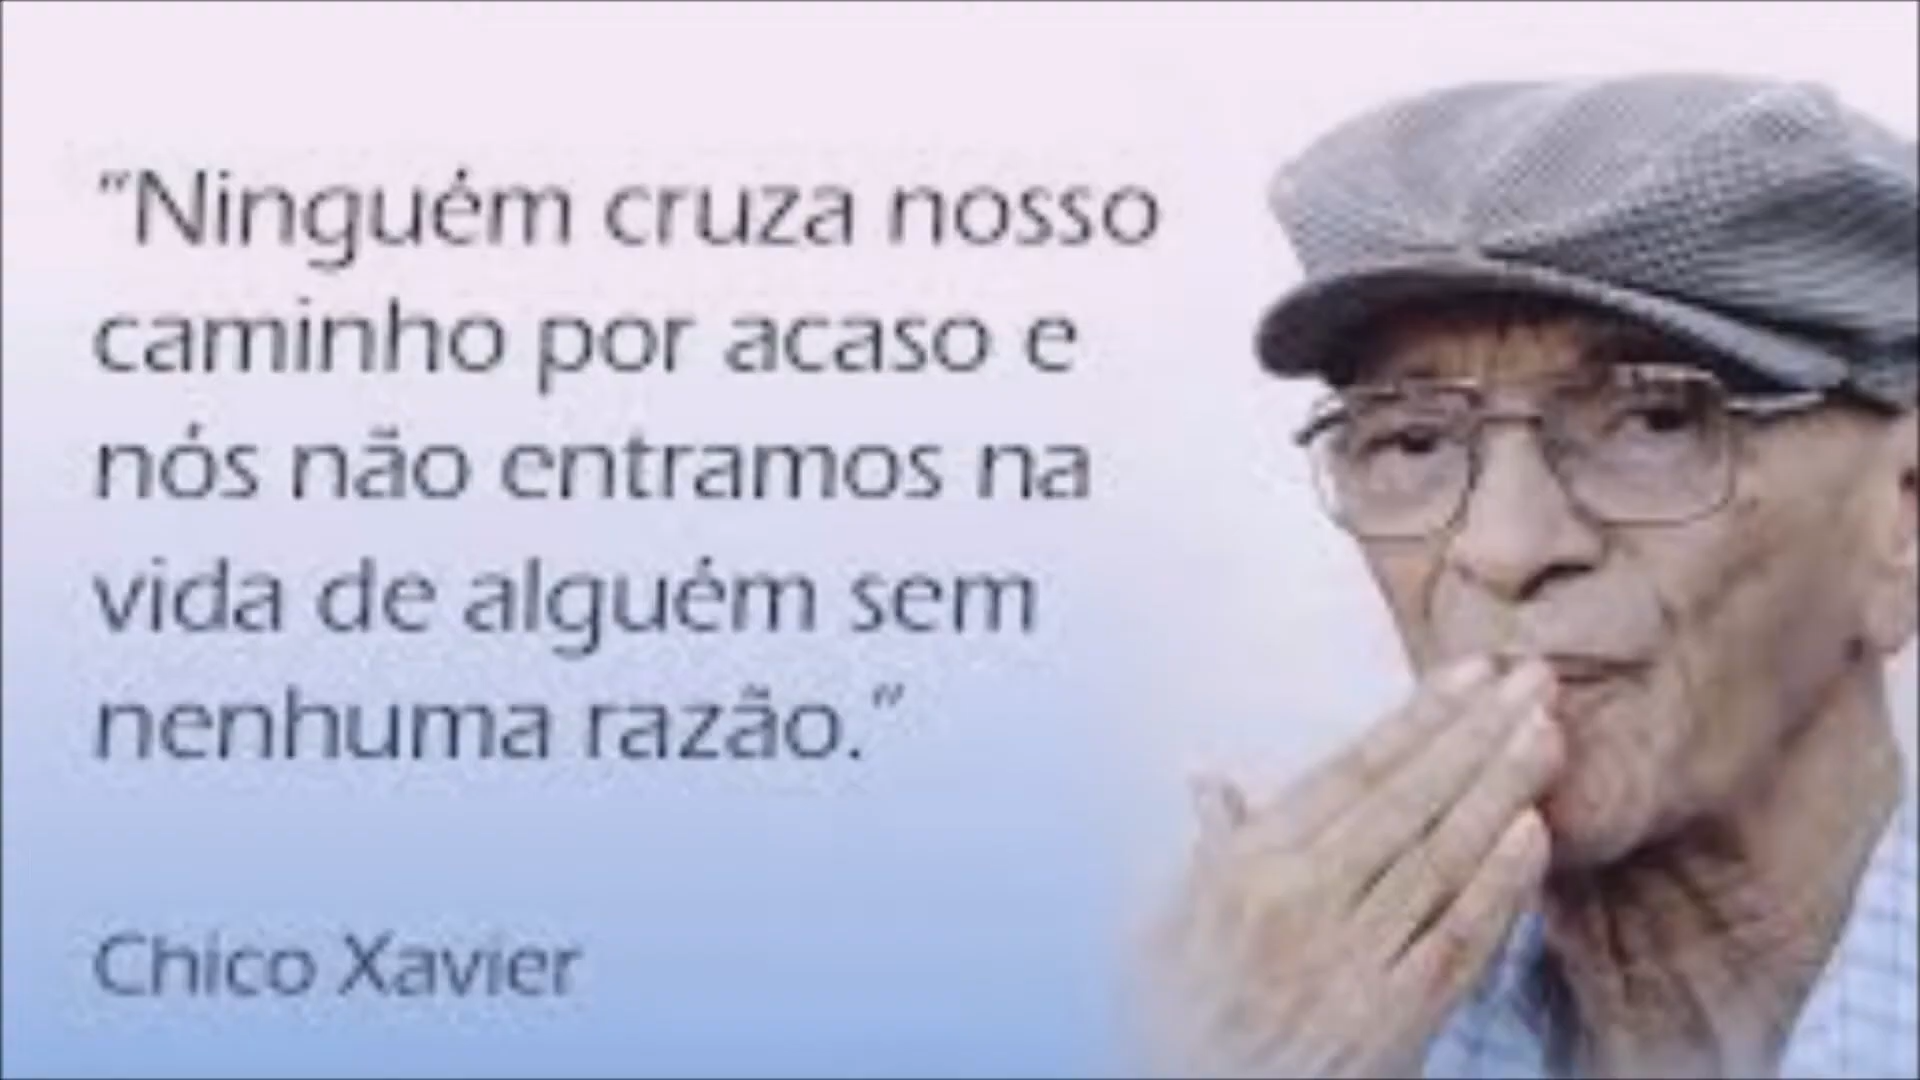 “Ninguém cruza nosso
caminho por acaso e
nós não entramos na
vida de alguém sem
nenhuma razão.”
Chico Xavier